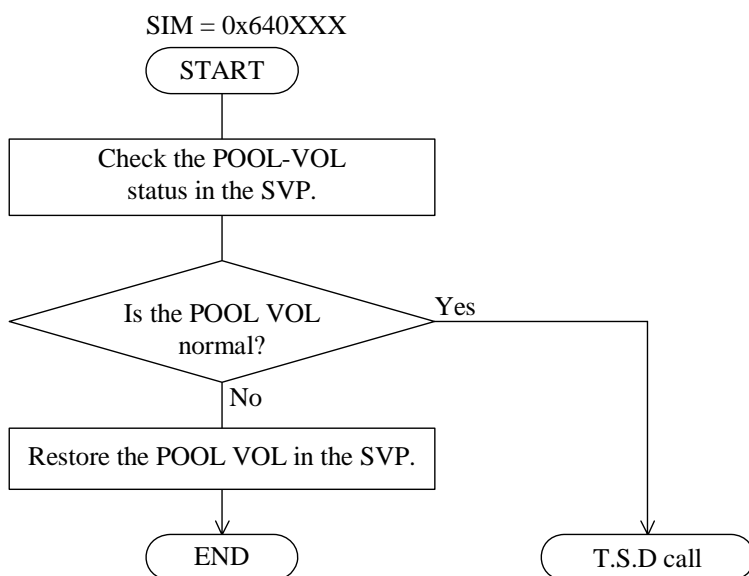 SIM = 0x640XXX
START
Check the POOL-VOL
status in the SVP.
Is the POOL VOL
normal?
Yes
No
Restore the POOL VOL in the SVP.
END
T.S.D call